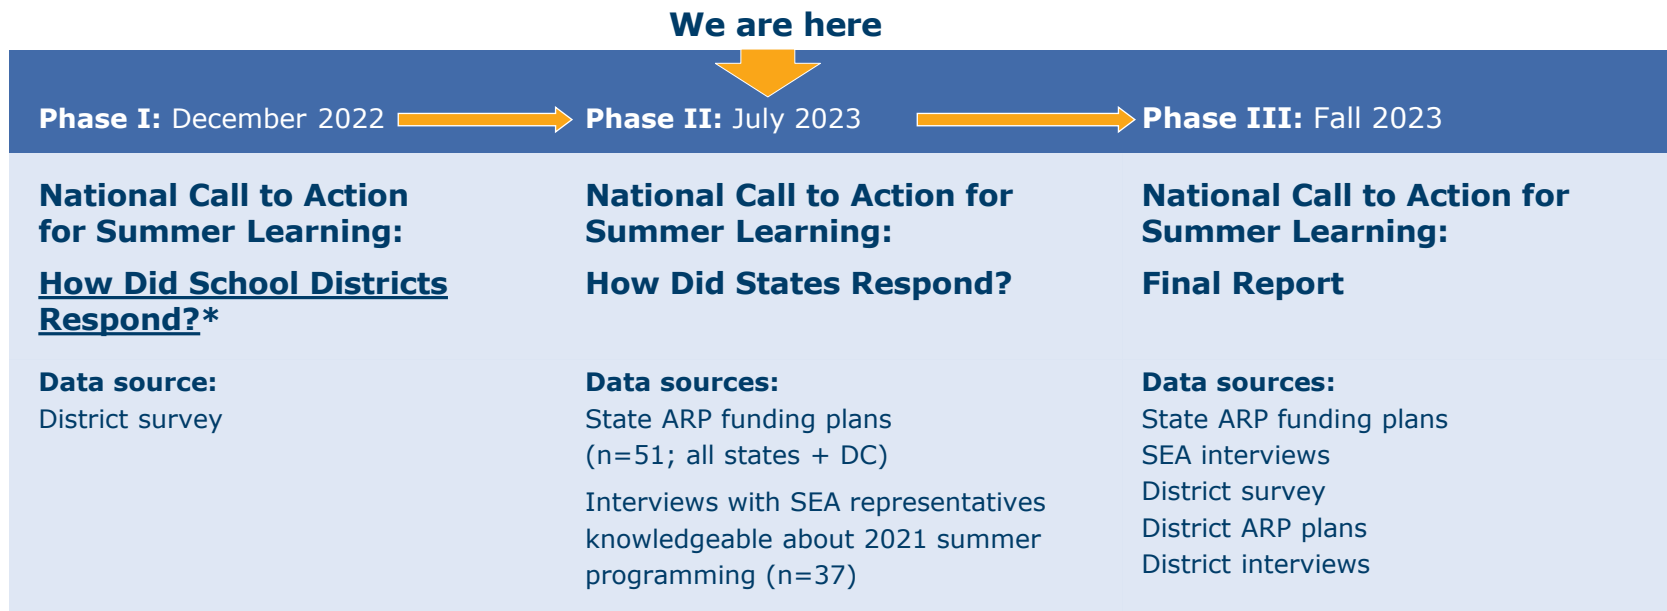 We are here
Phase I: December 2022
Phase II: July 2023
Phase III: Fall 2023
National Call to Action
for Summer Learning:
How Did School Districts
Respond?*
Data source:
District survey
National Call to Action for
Summer Learning:
How Did States Respond?
Data sources:
State ARP funding plans
(n=51; all states + DC)
Interviews with SEA representatives
knowledgeable about 2021 summer
programming (n=37)
National Call to Action for
Summer Learning:
Final Report
Data sources:
State ARP funding plans
SEA interviews
District survey
District ARP plans
District interviews